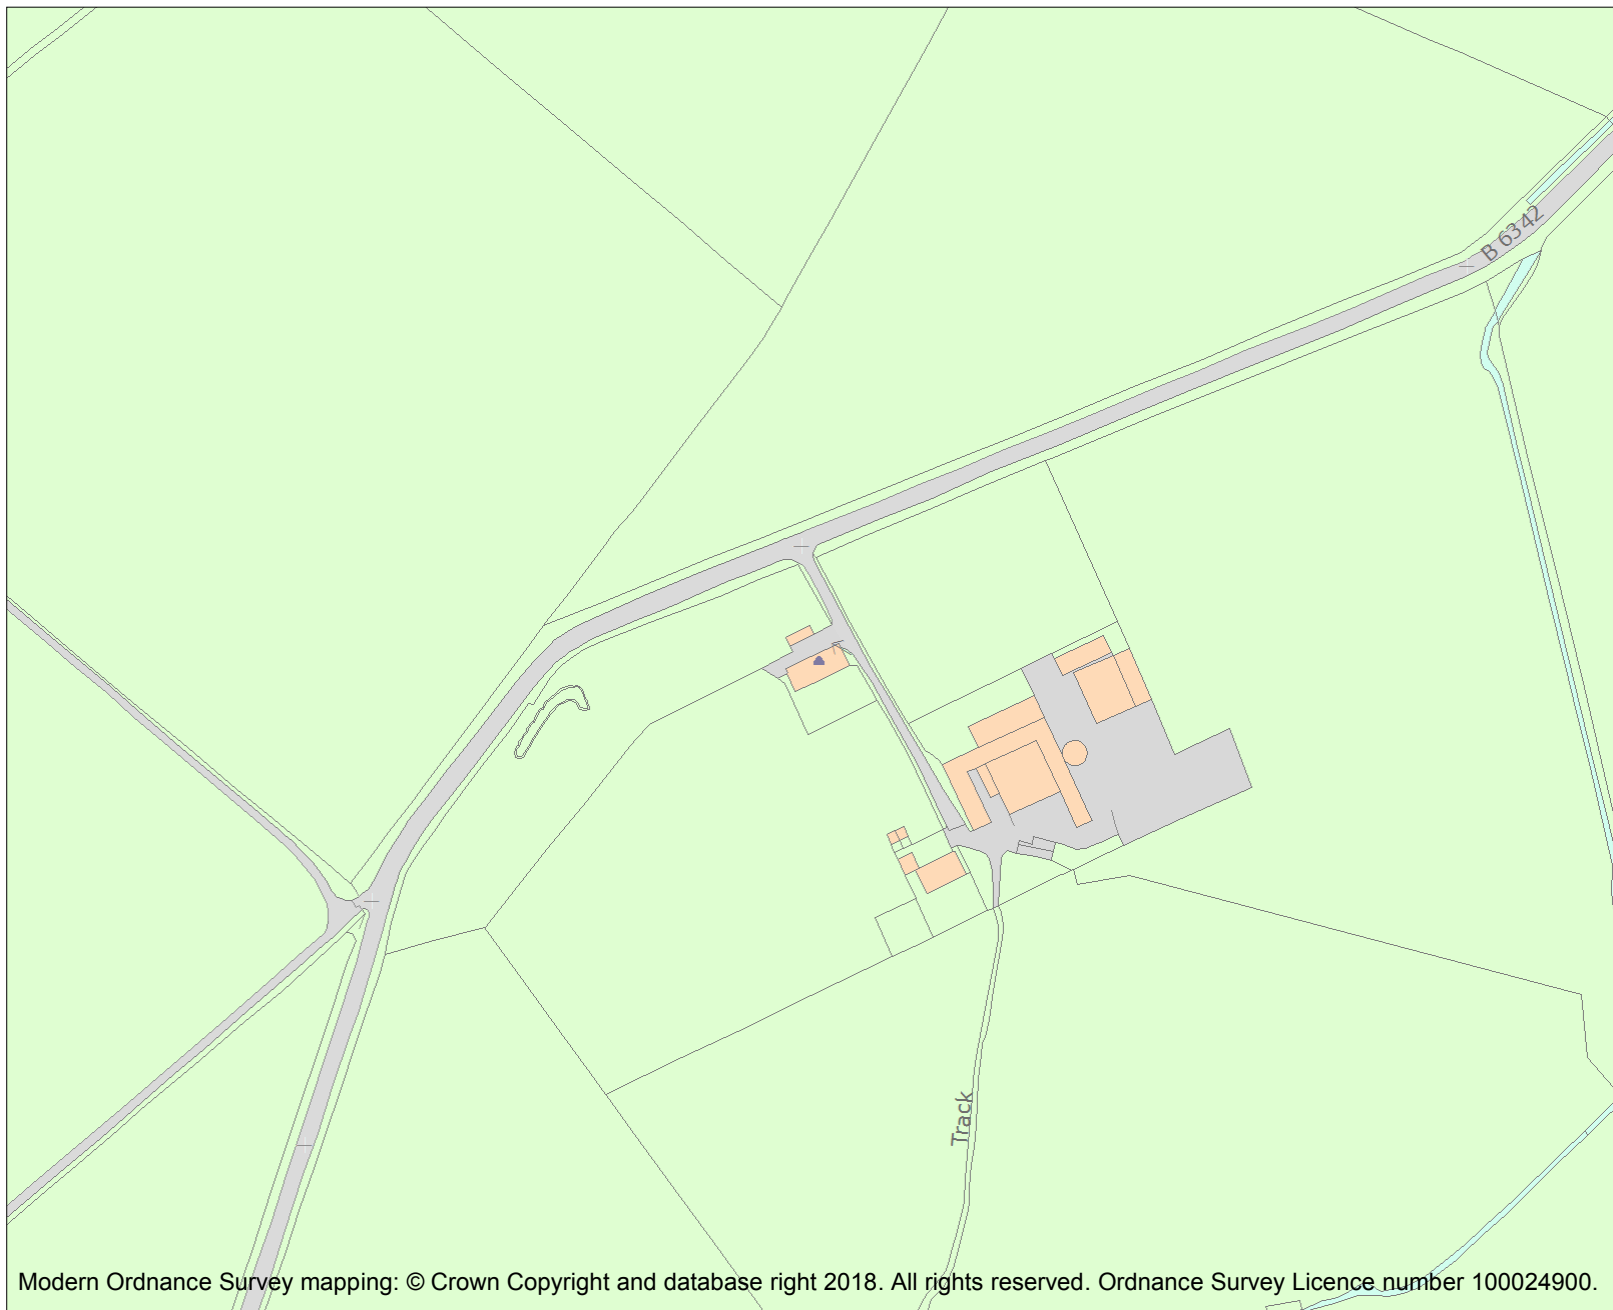 B 6342
Track
Modern Ordnance Survey mapping: © Crown Copyright and database right 2018. All rights reserved. Ordnance Survey Licence number 100024900.